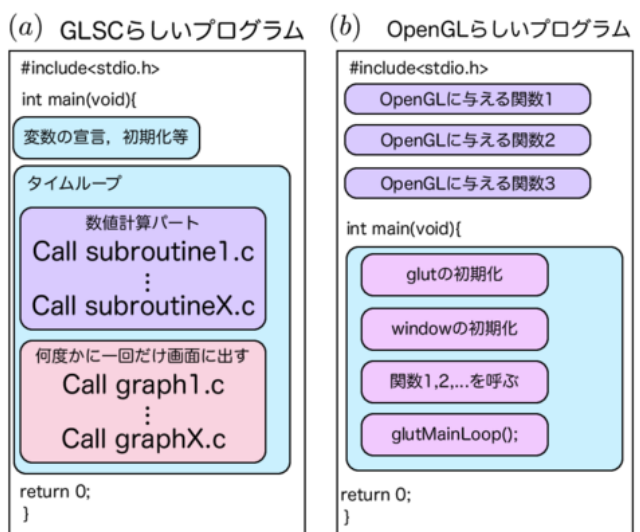 (a) GLSCらしいプログラム
#include<stdio.h>
int main(void){
変数の宣言，初期化等
タイムループ
数値計算パート
Call subroutine1.c
⋮
Call subroutineX.c
何度かに一回だけ画面に出す
Call graph1.c
⋮
Call graphX.c
return 0;
}
(b) OpenGLらしいプログラム
#include<stdio.h>
OpenGLに与える関数1
OpenGLに与える関数2
OpenGLに与える関数3
int main(void){
glutの初期化
windowの初期化
関数1,2,...を呼ぶ
glutMainLoop();
return 0;
}